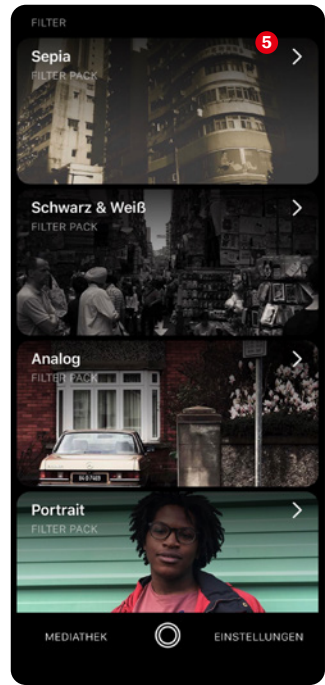 FILTER
5
Sepia
FILTER PACK
Schwarz & Weiß
FILTER PACK
Analog
FILTER PACK
Portrait
FILTER PACK
MEDIATHEK
EINSTELLUNGEN